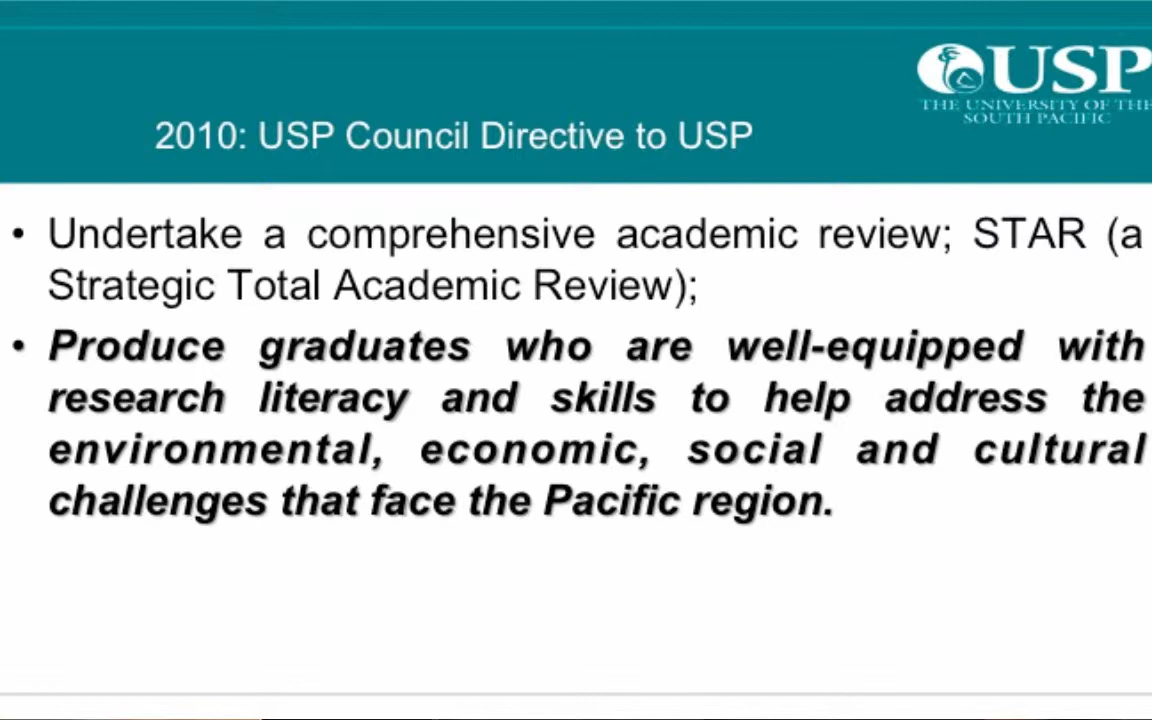 USP
THE UNIVERSITY OF THE
SOUTH PACIFIC
2010: USP Council Directive to USP
• Undertake a comprehensive academic review; STAR (a
Strategic Total Academic Review);
• Produce graduates who are well-equipped with
research literacy and skills to help address the
environmental, economic, social and cultural
challenges that face the Pacific region.